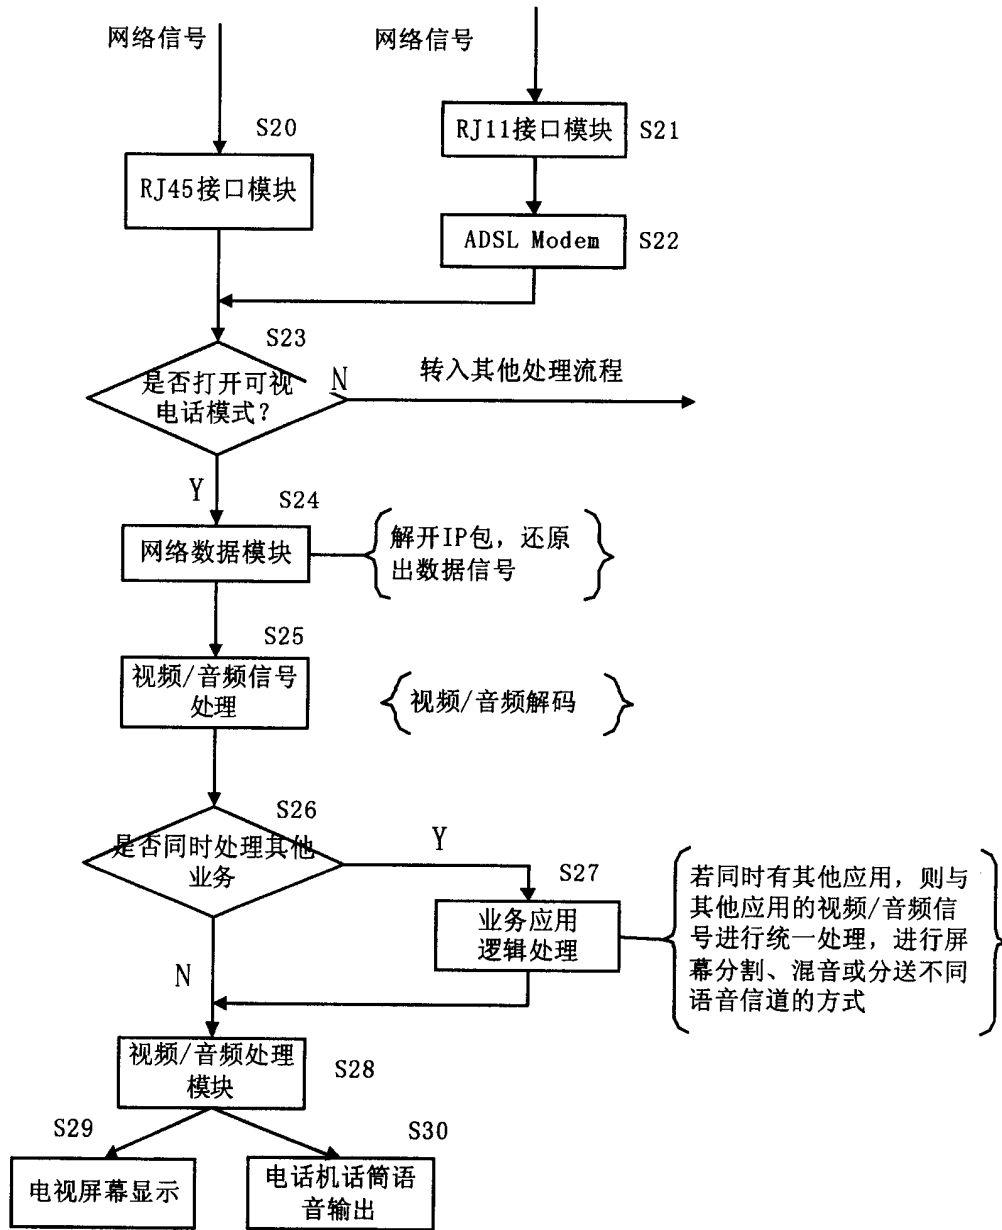 网络信号
网络信号
S20
RJ11接口模块
S21
RJ45接口模块
ADSL Modem
S22
S23
是否打开可视
电话模式？
N
转入其他处理流程
Y
S24
网络数据模块
解开IP包，还原
出数据信号
S25
视频/音频信号
处理
视频/音频解码
S26
是否同时处理其他
业务
Y
S27
业务应用
逻辑处理
若同时有其他应用，则与
其他应用的视频/音频信
号进行统一处理，进行屏
幕分割、混音或分送不同
语音信道的方式
N
视频/音频处理
模块
S28
S29
S30
电视屏幕显示
电话机话筒语
音输出